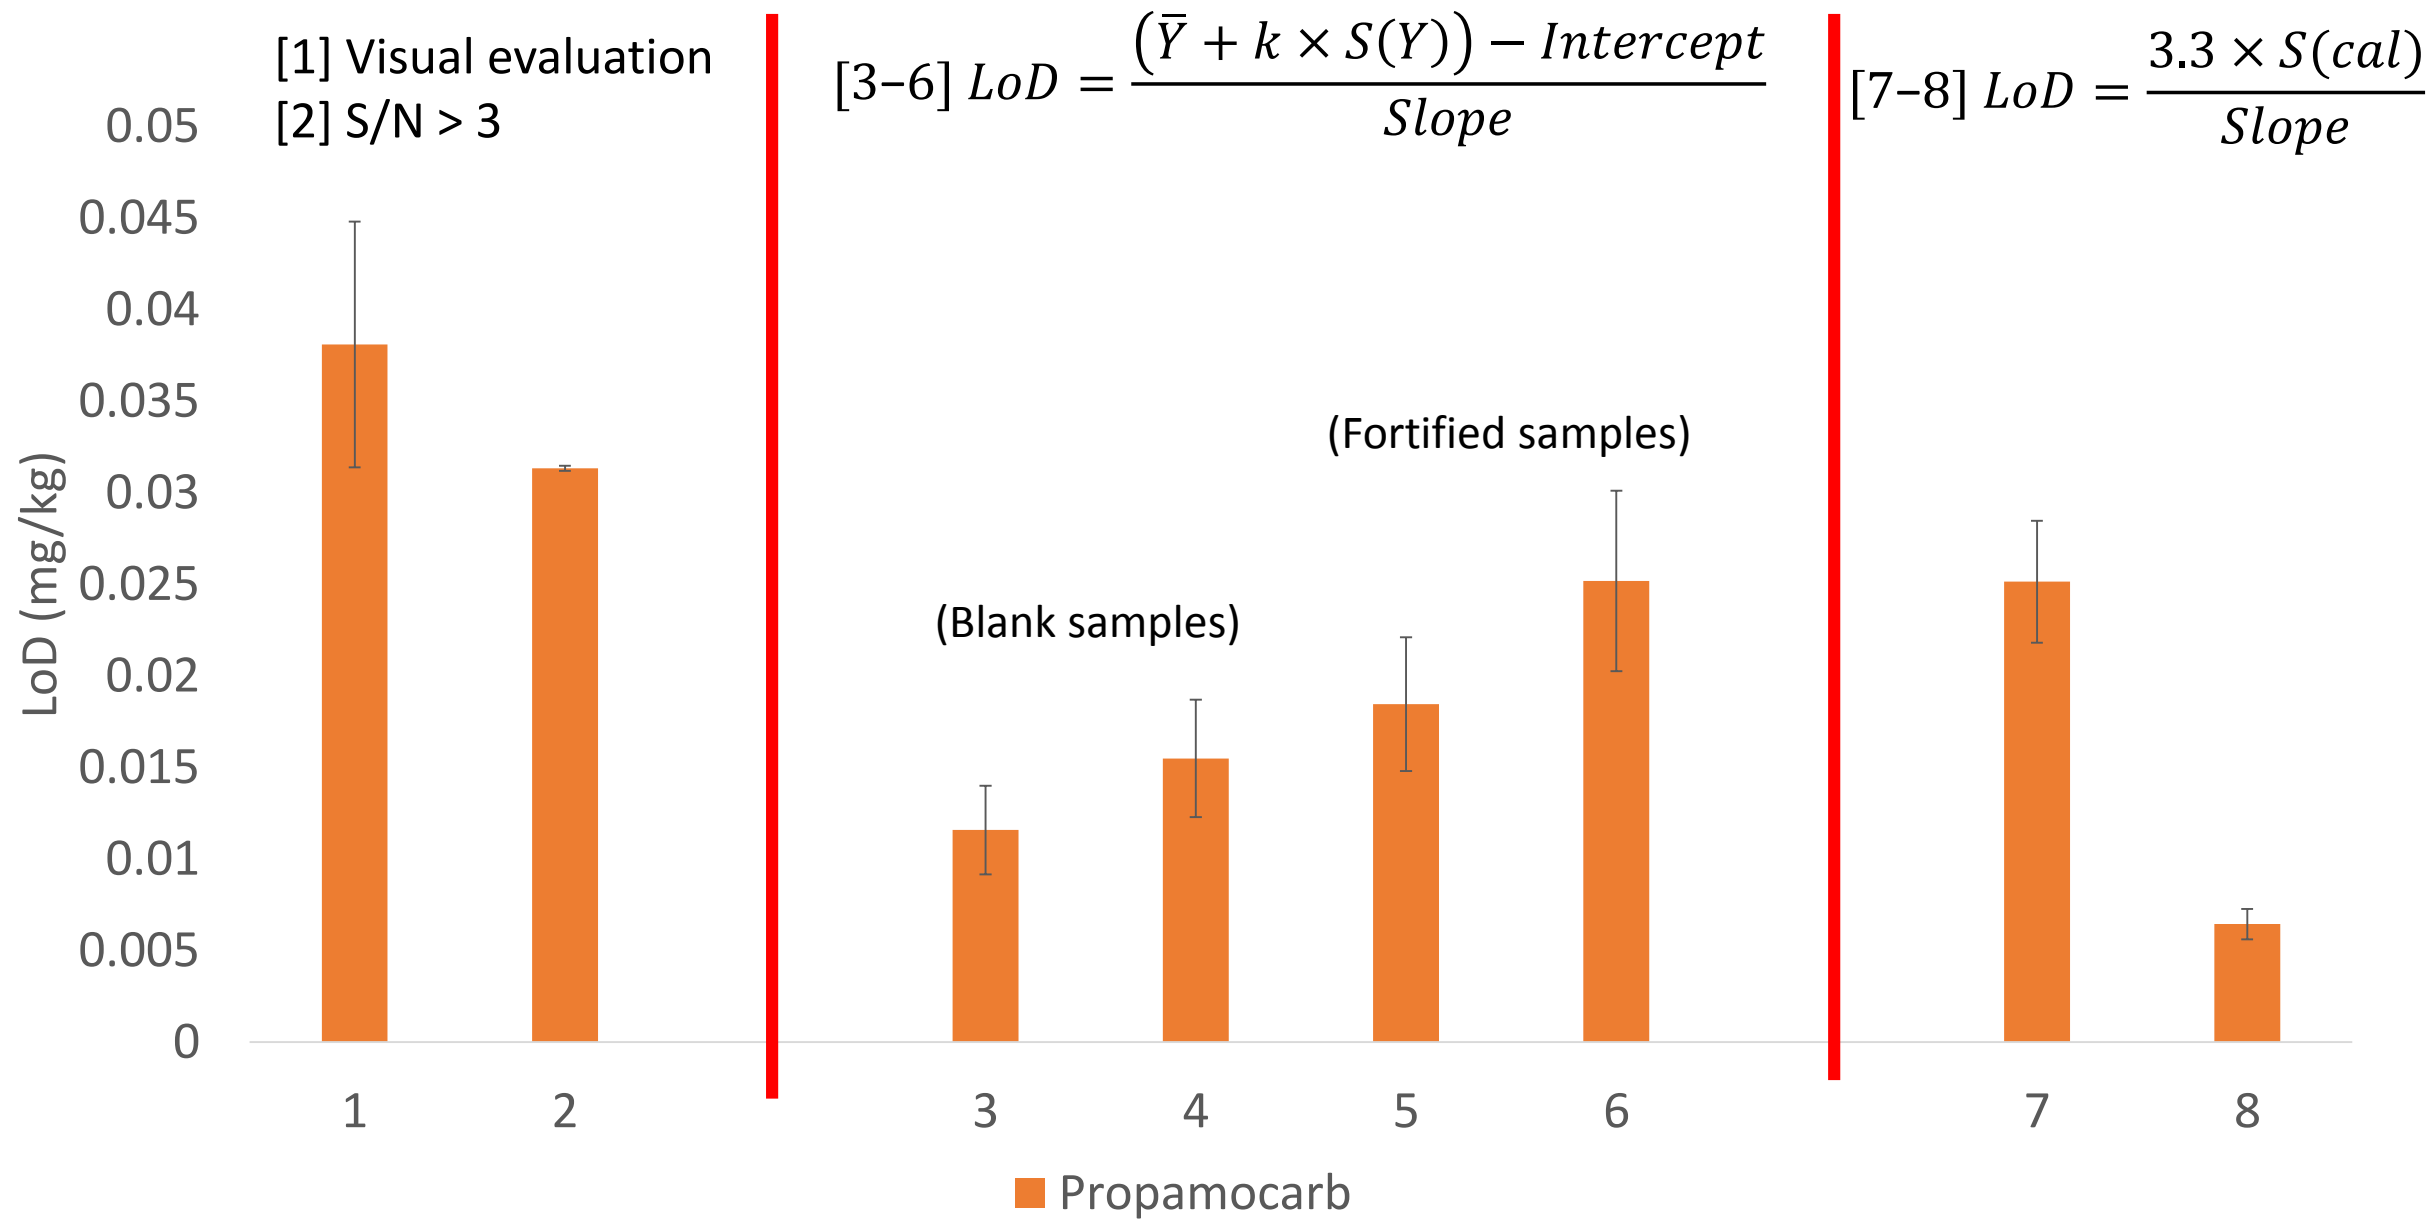 [1] Visual evaluation
[2] S/N > 3
[3–6] LoD = ((Ȳ + k × S(Y)) − Intercept) / Slope
[7–8] LoD = (3.3 × S(cal)) / Slope
0.05
0.045
0.04
0.035
0.03
0.025
0.02
0.015
0.01
0.005
0
LoD (mg/kg)
(Blank samples)
(Fortified samples)
1 2 3 4 5 6 7 8
Propamocarb